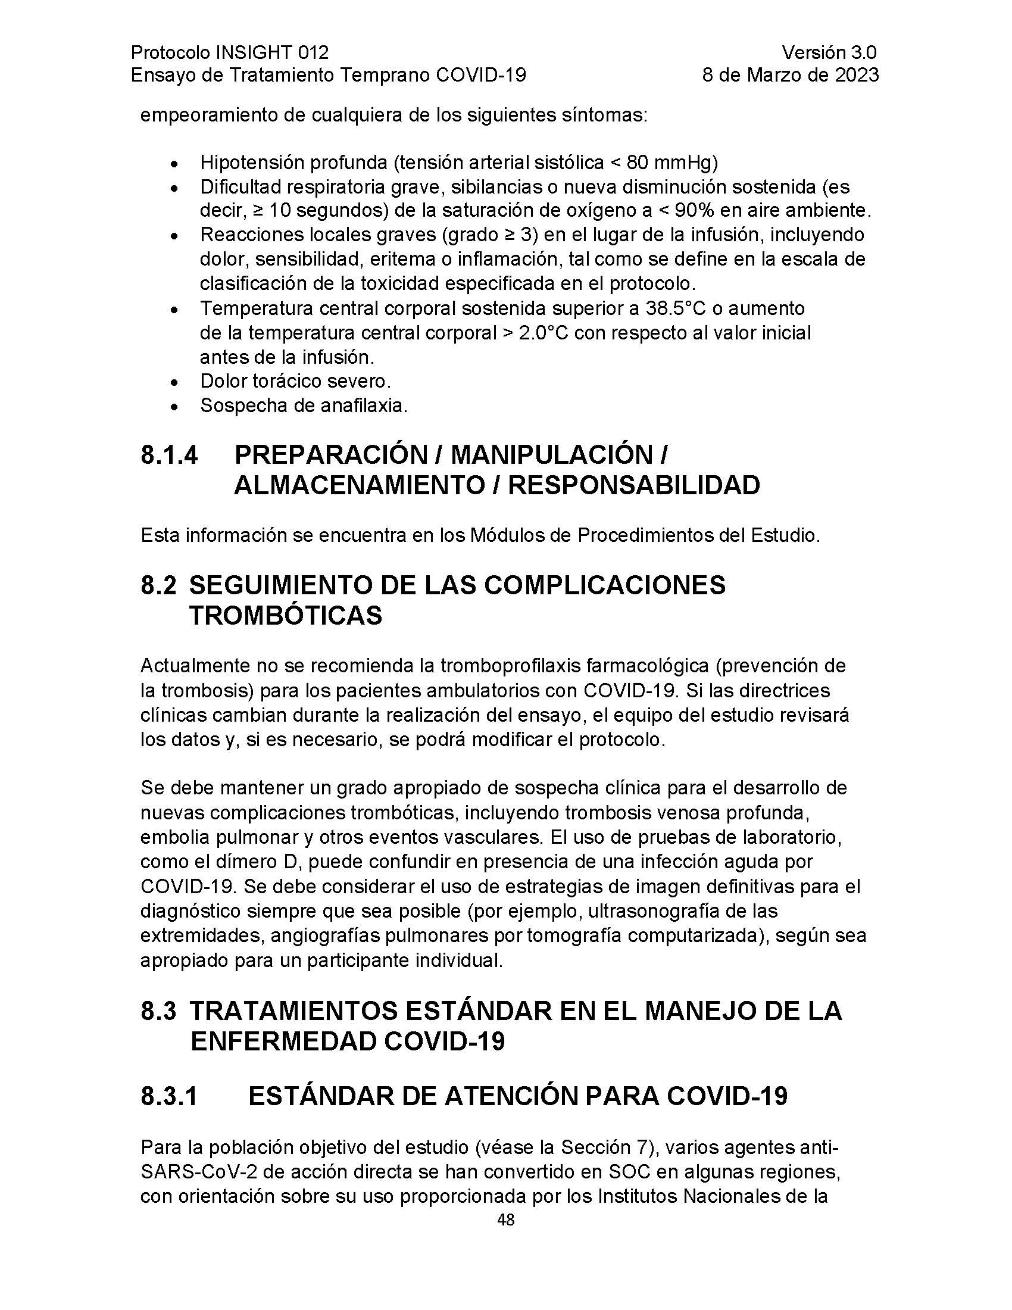 Protocolo INSIGHT 012 Versión 3.0
Ensayo de Tratamiento Temprano COVID-19 8 de Marzo de 2023
empeoramiento de cualquiera de los siguientes síntomas:
• Hipotensión profunda (tensión arterial sistólica < 80 mmHg)
• Dificultad respiratoria grave, sibilancias o nueva disminución sostenida (es
decir, ≥ 10 segundos) de la saturación de oxígeno a < 90% en aire ambiente.
• Reacciones locales graves (grado ≥ 3) en el lugar de la infusión, incluyendo
dolor, sensibilidad, eritema o inflamación, tal como se define en la escala de
clasificación de la toxicidad especificada en el protocolo.
• Temperatura central corporal sostenida superior a 38.5°C o aumento
de la temperatura central corporal > 2.0°C con respecto al valor inicial
antes de la infusión.
• Dolor torácico severo.
• Sospecha de anafilaxia.
8.1.4 PREPARACIÓN / MANIPULACIÓN /
ALMACENAMIENTO / RESPONSABILIDAD
Esta información se encuentra en los Módulos de Procedimientos del Estudio.
8.2 SEGUIMIENTO DE LAS COMPLICACIONES
TROMBÓTICAS
Actualmente no se recomienda la tromboprofilaxis farmacológica (prevención de
la trombosis) para los pacientes ambulatorios con COVID-19. Si las directrices
clínicas cambian durante la realización del ensayo, el equipo del estudio revisará
los datos y, si es necesario, se podrá modificar el protocolo.
Se debe mantener un grado apropiado de sospecha clínica para el desarrollo de
nuevas complicaciones trombóticas, incluyendo trombosis venosa profunda,
embolia pulmonar y otros eventos vasculares. El uso de pruebas de laboratorio,
como el dímero D, puede confundir en presencia de una infección aguda por
COVID-19. Se debe considerar el uso de estrategias de imagen definitivas para el
diagnóstico siempre que sea posible (por ejemplo, ultrasonografía de las
extremidades, angiografías pulmonares por tomografía computarizada), según sea
apropiado para un participante individual.
8.3 TRATAMIENTOS ESTÁNDAR EN EL MANEJO DE LA
ENFERMEDAD COVID-19
8.3.1 ESTÁNDAR DE ATENCIÓN PARA COVID-19
Para la población objetivo del estudio (véase la Sección 7), varios agentes anti-
SARS-CoV-2 de acción directa se han convertido en SOC en algunas regiones,
con orientación sobre su uso proporcionada por los Institutos Nacionales de la
48